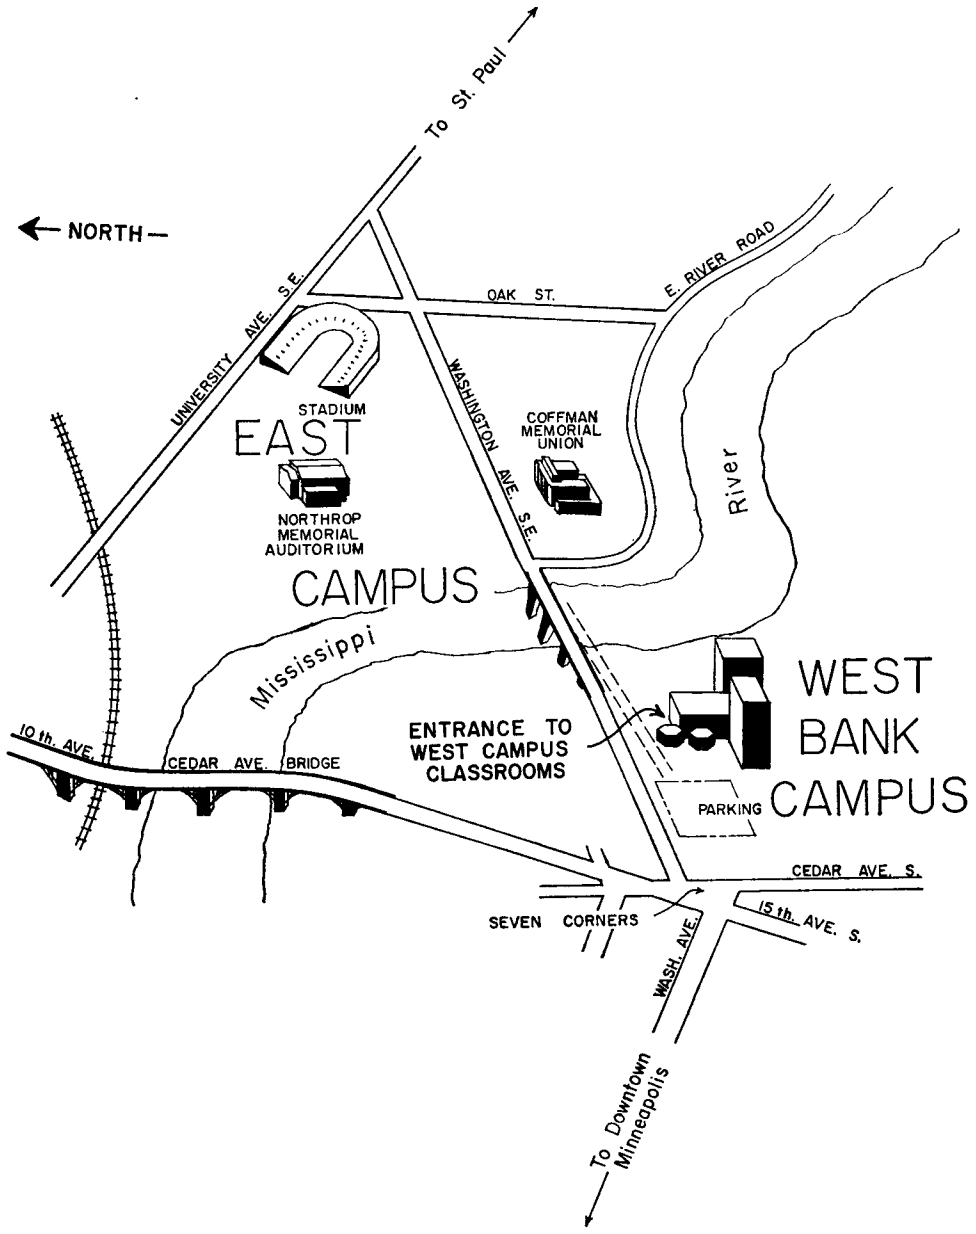 To St. Paul
NORTH
E. RIVER ROAD
OAK ST.
UNIVERSITY AVE. S.E.
WASHINGTON AVE. S.E.
STADIUM
EAST
COFFMAN
MEMORIAL
UNION
River
NORTHROP
MEMORIAL
AUDITORIUM
CAMPUS
Mississippi
WEST
BANK
CAMPUS
ENTRANCE TO
WEST CAMPUS
CLASSROOMS
10 th. AVE.
CEDAR AVE. BRIDGE
PARKING
CEDAR AVE. S.
SEVEN CORNERS
15 th. AVE. S.
WASH. AVE.
To Downtown
Minneapolis